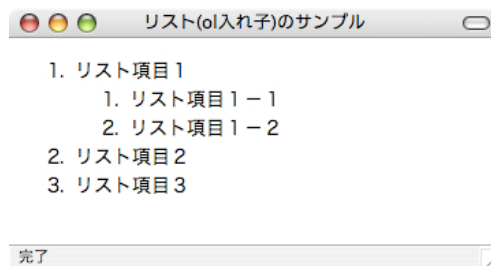 リスト(ol入れ子)のサンプル
1. リスト項目１
1. リスト項目１－１
2. リスト項目１－２
2. リスト項目２
3. リスト項目３
完了